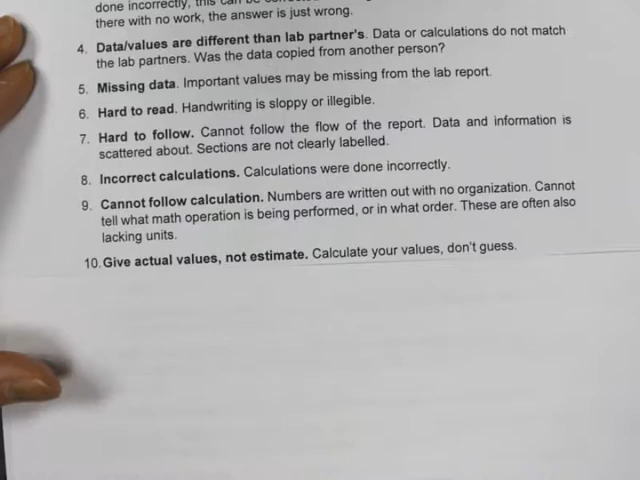 done incorrectly, this can be
there with no work, the answer is just wrong.
4. Data/values are different than lab partner's. Data or calculations do not match
the lab partners. Was the data copied from another person?
5. Missing data. Important values may be missing from the lab report.
6. Hard to read. Handwriting is sloppy or illegible.
7. Hard to follow. Cannot follow the flow of the report. Data and information is
scattered about. Sections are not clearly labelled.
8. Incorrect calculations. Calculations were done incorrectly.
9. Cannot follow calculation. Numbers are written out with no organization. Cannot
tell what math operation is being performed, or in what order. These are often also
lacking units.
10. Give actual values, not estimate. Calculate your values, don't guess.